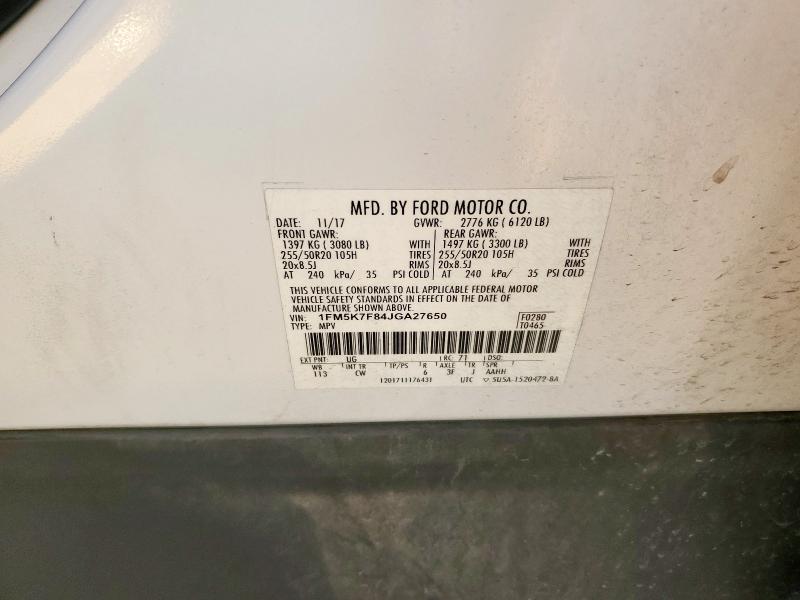 MFD. BY FORD MOTOR CO.
DATE: 11/17 GVWR: 2776 KG ( 6120 LB)
FRONT GAWR: REAR GAWR:
1397 KG ( 3080 LB) WITH 1497 KG ( 3300 LB) WITH
255/50R20 105H TIRES 255/50R20 105H TIRES
20x8.5J RIMS 20x8.5J RIMS
AT 240 kPa/ 35 PSI COLD AT 240 kPa/ 35 PSI COLD
THIS VEHICLE CONFORMS TO ALL APPLICABLE FEDERAL MOTOR
VEHICLE SAFETY STANDARDS IN EFFECT ON THE DATE OF
MANUFACTURE SHOWN ABOVE.
VIN: 1FM5K7F84JGA27650 F0280
TYPE: MPV T0465
EXT PNT: UG RC: 71 DSO:
WB INT TR TP/PS R AXLE TR SPR
113 CW 6 3F J AAHH
1201711176431 UTC 5U5A-1520472-BA